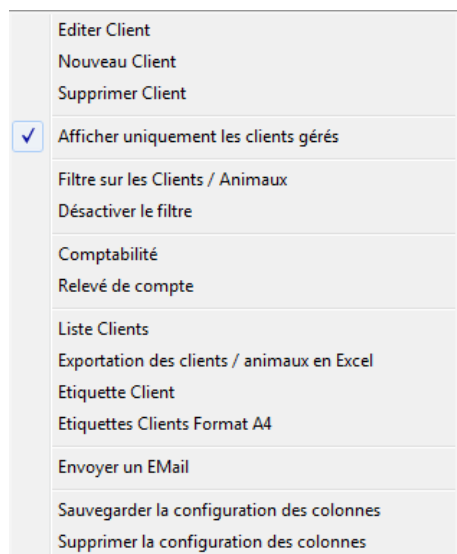 Editer Client
Nouveau Client
Supprimer Client
Afficher uniquement les clients gérés
Filtre sur les Clients / Animaux
Désactiver le filtre
Comptabilité
Relevé de compte
Liste Clients
Exportation des clients / animaux en Excel
Etiquette Client
Etiquettes Clients Format A4
Envoyer un EMail
Sauvegarder la configuration des colonnes
Supprimer la configuration des colonnes